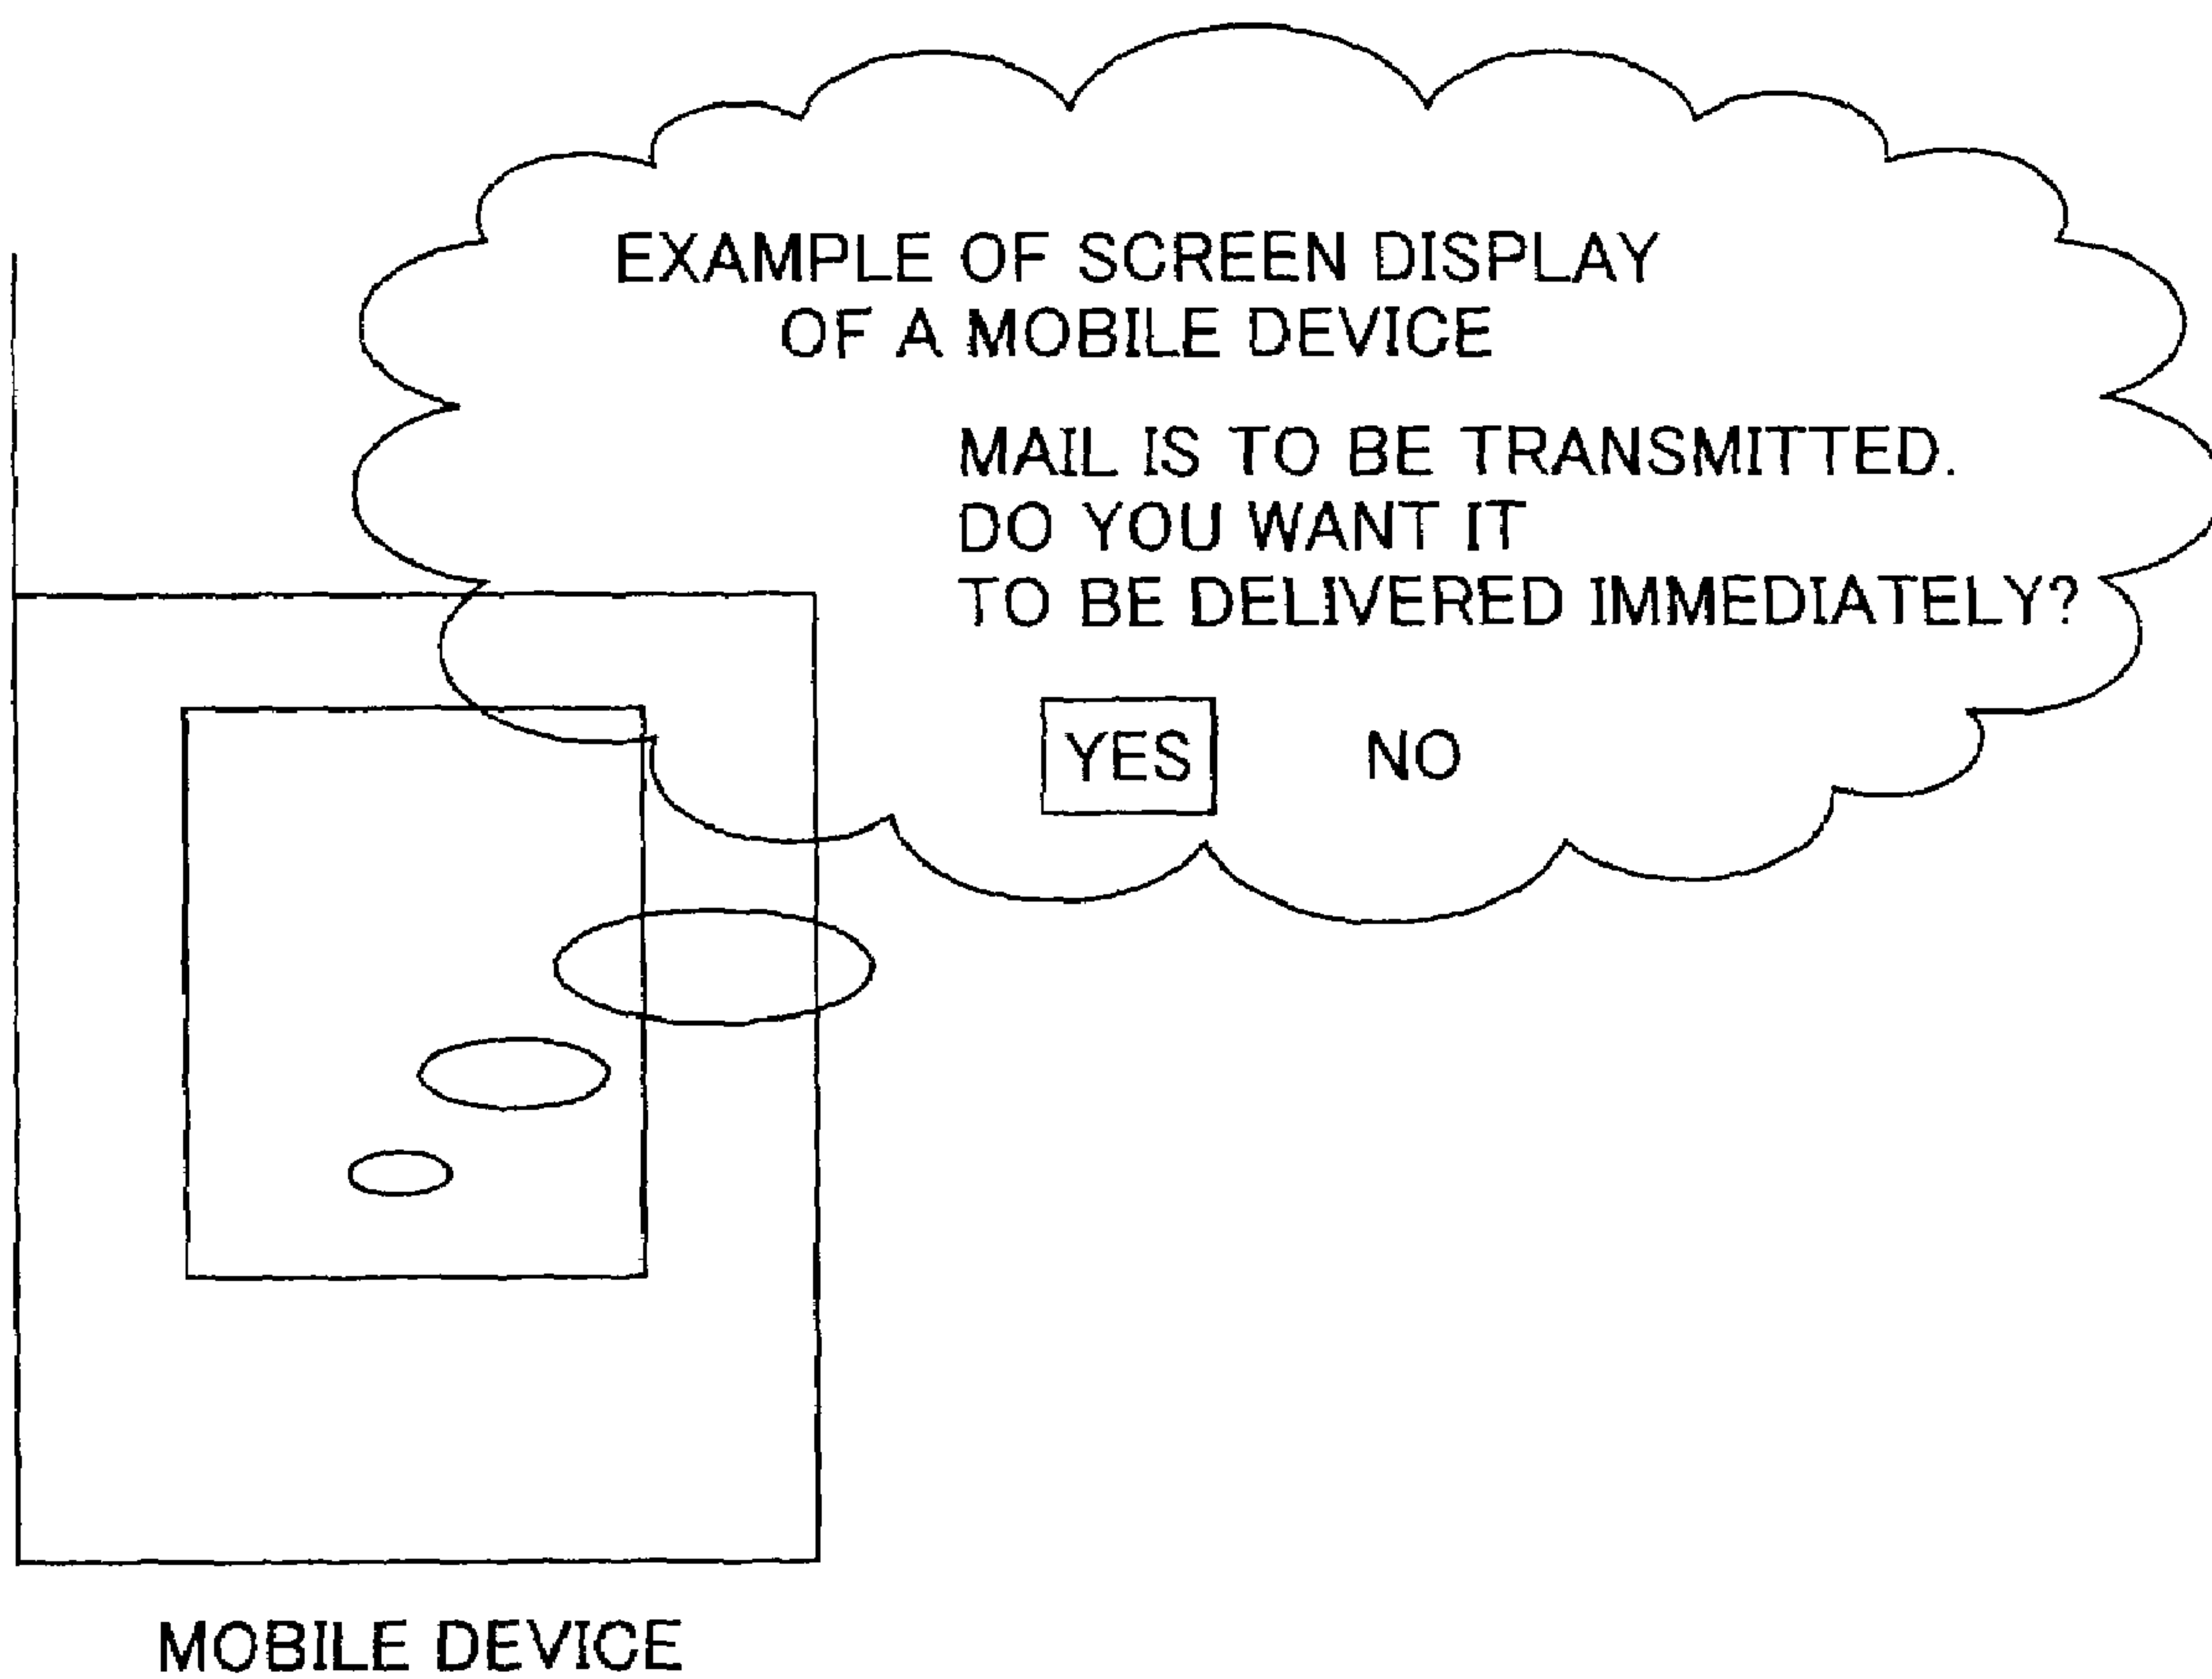 EXAMPLE OF SCREEN DISPLAY
OF A MOBILE DEVICE
MAIL IS TO BE TRANSMITTED.
DO YOU WANT IT
TO BE DELIVERED IMMEDIATELY?
YES NO
MOBILE DEVICE